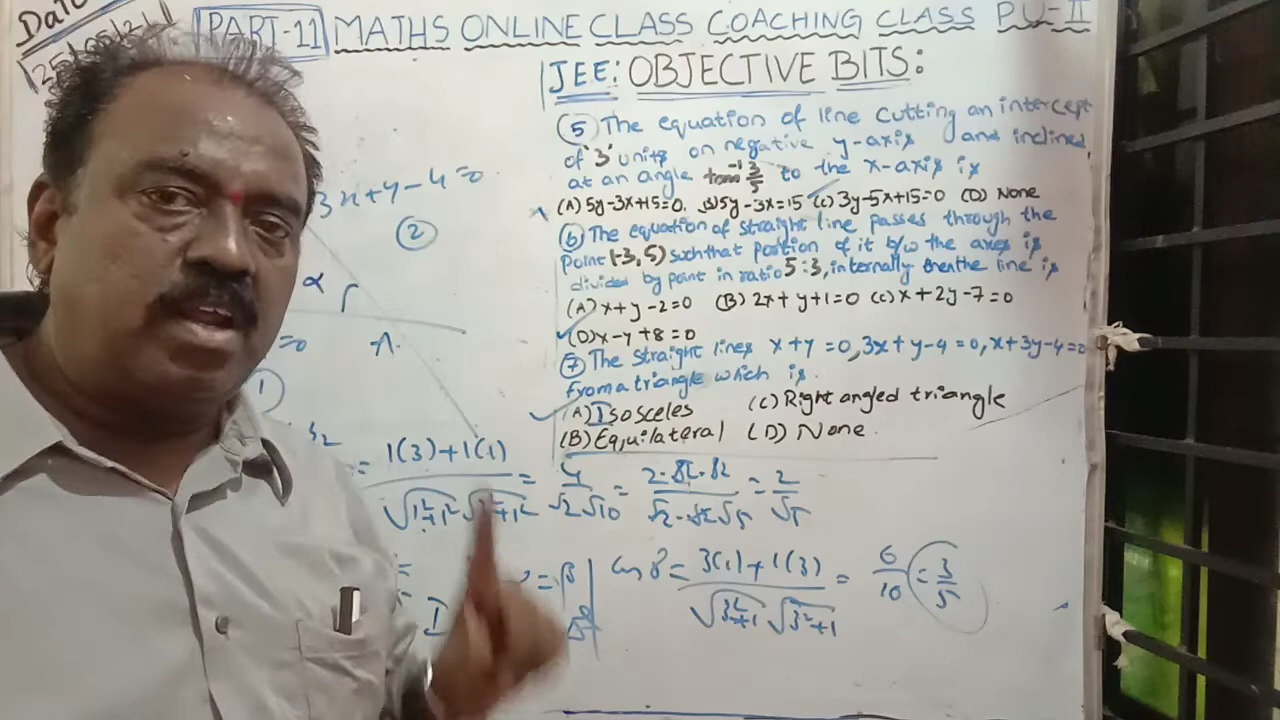 Date
25/05/21
PART-11 MATHS ONLINE CLASS COACHING CLASS P.U-II
JEE: OBJECTIVE BITS:
(5) The equation of line cutting an intercept
of '3' units on negative y-axis and inclined
at an angle tan⁻¹ 3/5 to the x-axis is
(A) 5y-3x+15=0. (B) 5y-3x=15 (C) 3y-5x+15=0 (D) None
(6) The equation of straight line passes through the
point (-3, 5) such that portion of it b/w the axes is
divided by point in ratio 5:3, internally then the line is
(A) x+y-2=0 (B) 2x+y+1=0 (C) x+2y-7=0
(D) x-y+8=0
(7) The straight lines x+y=0, 3x+y-4=0, x+3y-4=0
from a triangle which is.
(A) Isosceles (C) Right angled triangle
(B) Equilateral (D) None.
3x+y-4=0
(2)
α
=0 A
1
= 1(3)+1(1) / √1²+1² √3²+1² = 4/√2√10 = 2·√2·√2 / √2·√2√5 = 2/√5
= β
cos γ = 3(1)+1(3) / √3²+1 √3²+1 = 6/10 = 3/5
I